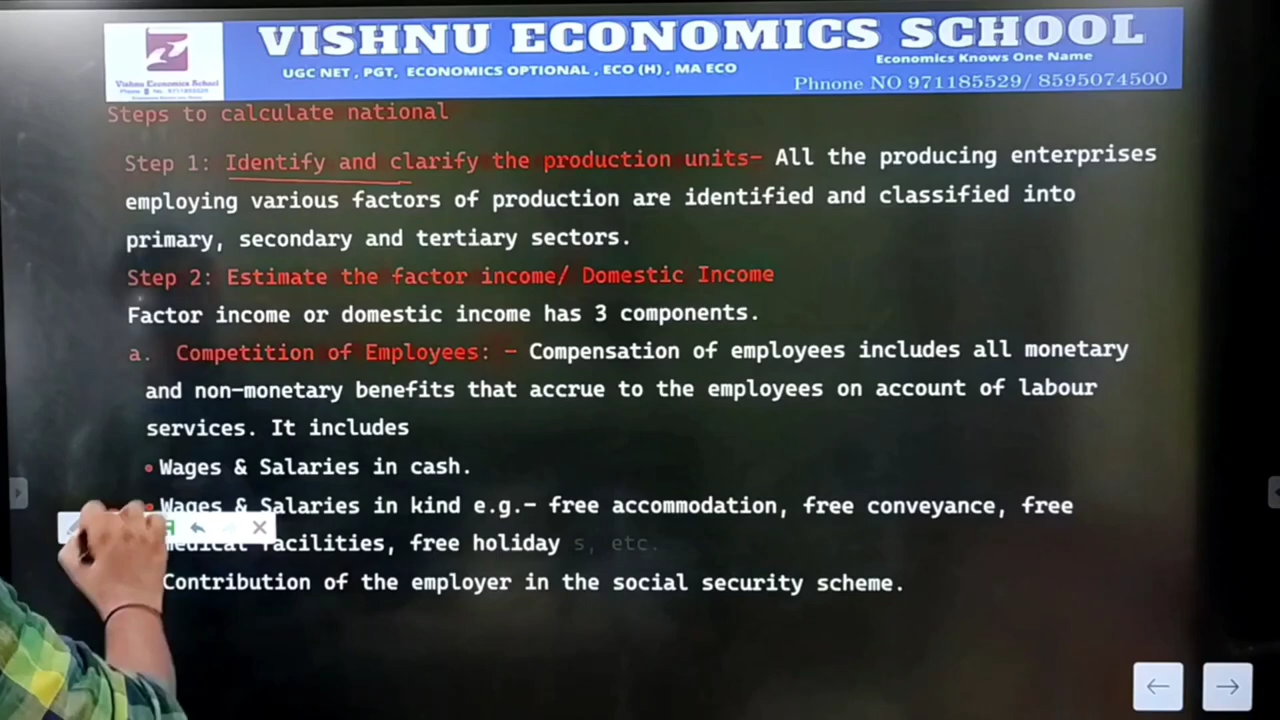 VISHNU ECONOMICS SCHOOL
Economics Knows One Name
UGC NET , PGT, ECONOMICS OPTIONAL , ECO (H) , MA ECO
Phnone NO 971185529/ 8595074500
Vishnu Economics School
Steps to calculate national
Step 1: Identify and clarify the production units- All the producing enterprises
employing various factors of production are identified and classified into
primary, secondary and tertiary sectors.
Step 2: Estimate the factor income/ Domestic Income
Factor income or domestic income has 3 components.
a. Competition of Employees: - Compensation of employees includes all monetary
and non-monetary benefits that accrue to the employees on account of labour
services. It includes
• Wages & Salaries in cash.
• Wages & Salaries in kind e.g.- free accommodation, free conveyance, free
medical facilities, free holiday s, etc.
Contribution of the employer in the social security scheme.